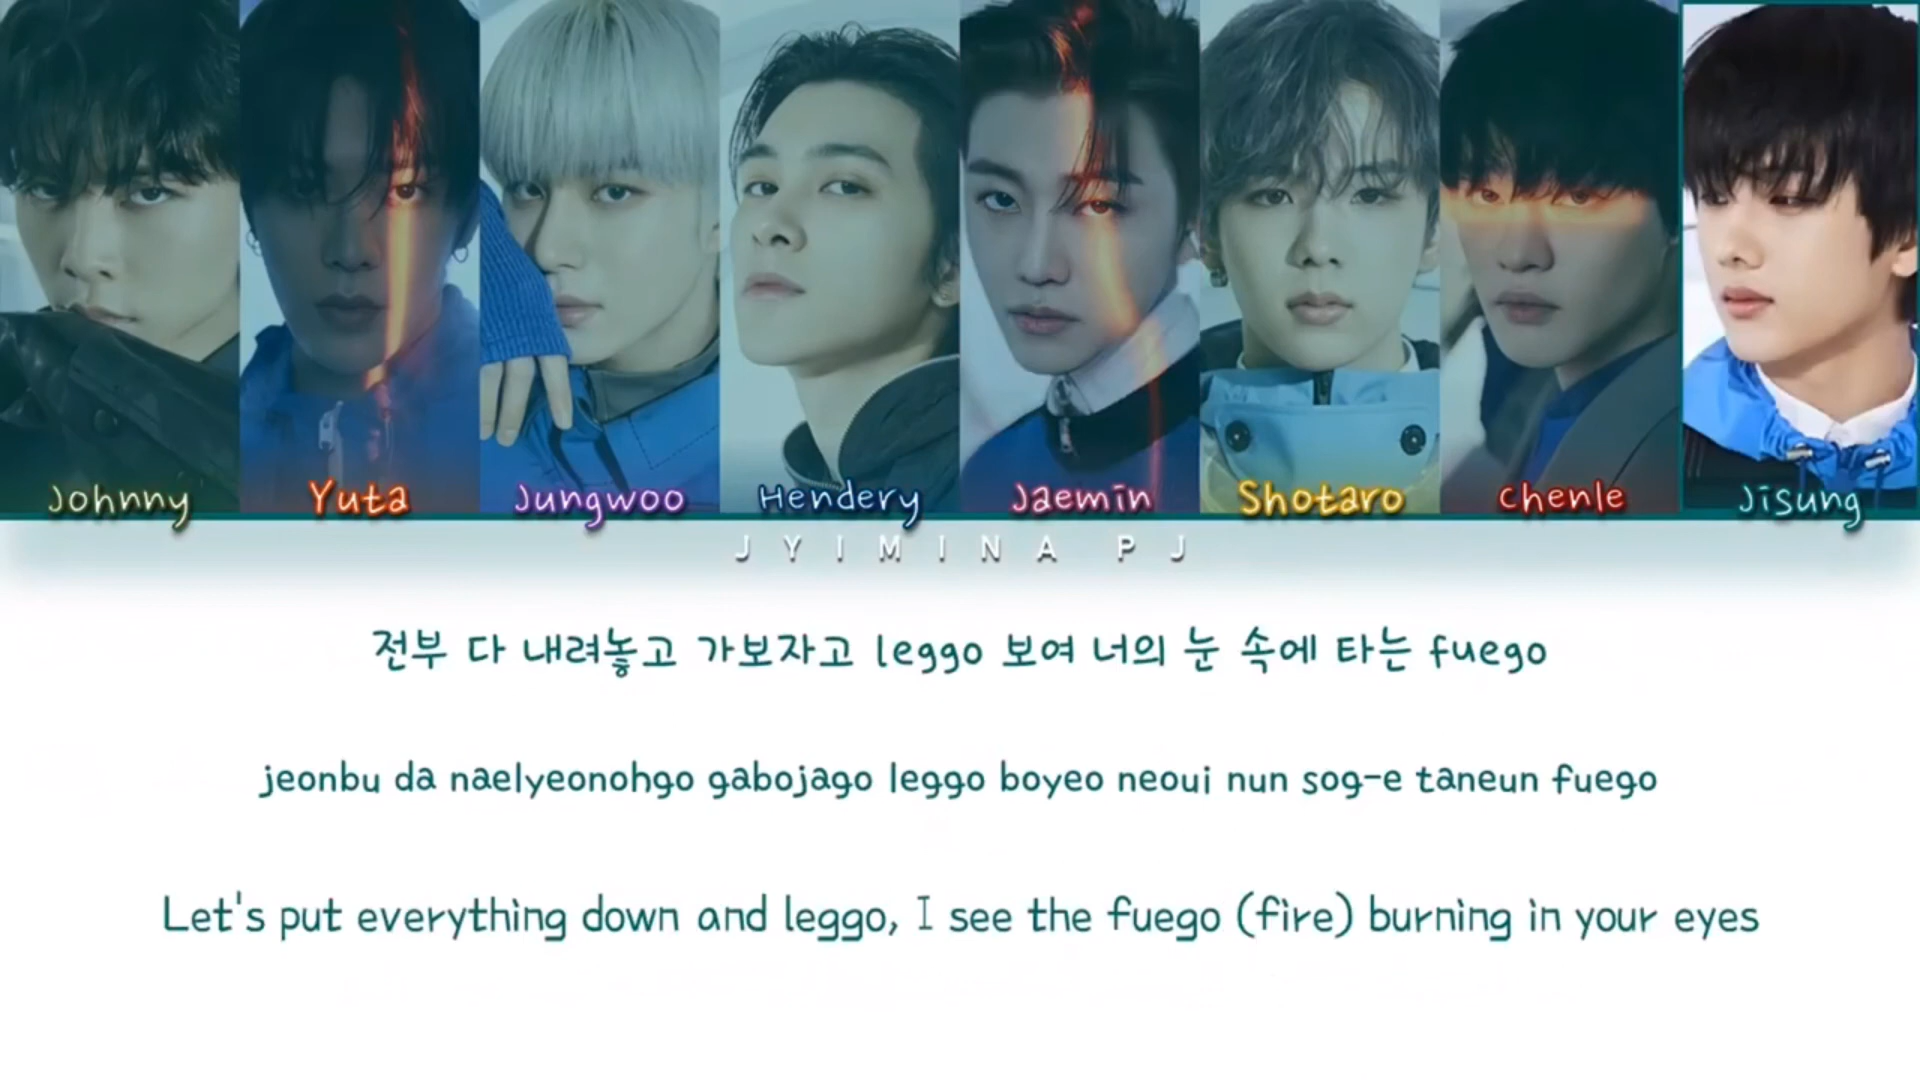 Johnny Yuta Jungwoo Hendery Jaemin Shotaro Chenle Jisung
JYIMINA PJ
전부 다 내려놓고 가보자고 leggo 보여 너의 눈 속에 타는 fuego
jeonbu da naelyeonohgo gabojago leggo boyeo neoui nun sog-e taneun fuego
Let's put everything down and leggo, I see the fuego (fire) burning in your eyes